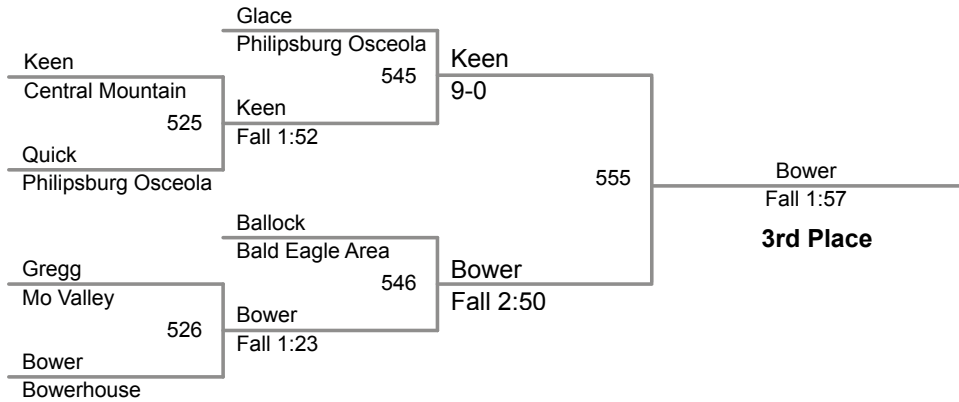 Glace
Philipsburg Osceola
Keen
Central Mountain
525
545
Keen
9-0
Keen
Fall 1:52
Quick
Philipsburg Osceola
555
Bower
Fall 1:57
3rd Place
Ballock
Bald Eagle Area
Gregg
Mo Valley
526
546
Bower
Fall 2:50
Bower
Fall 1:23
Bower
Bowerhouse